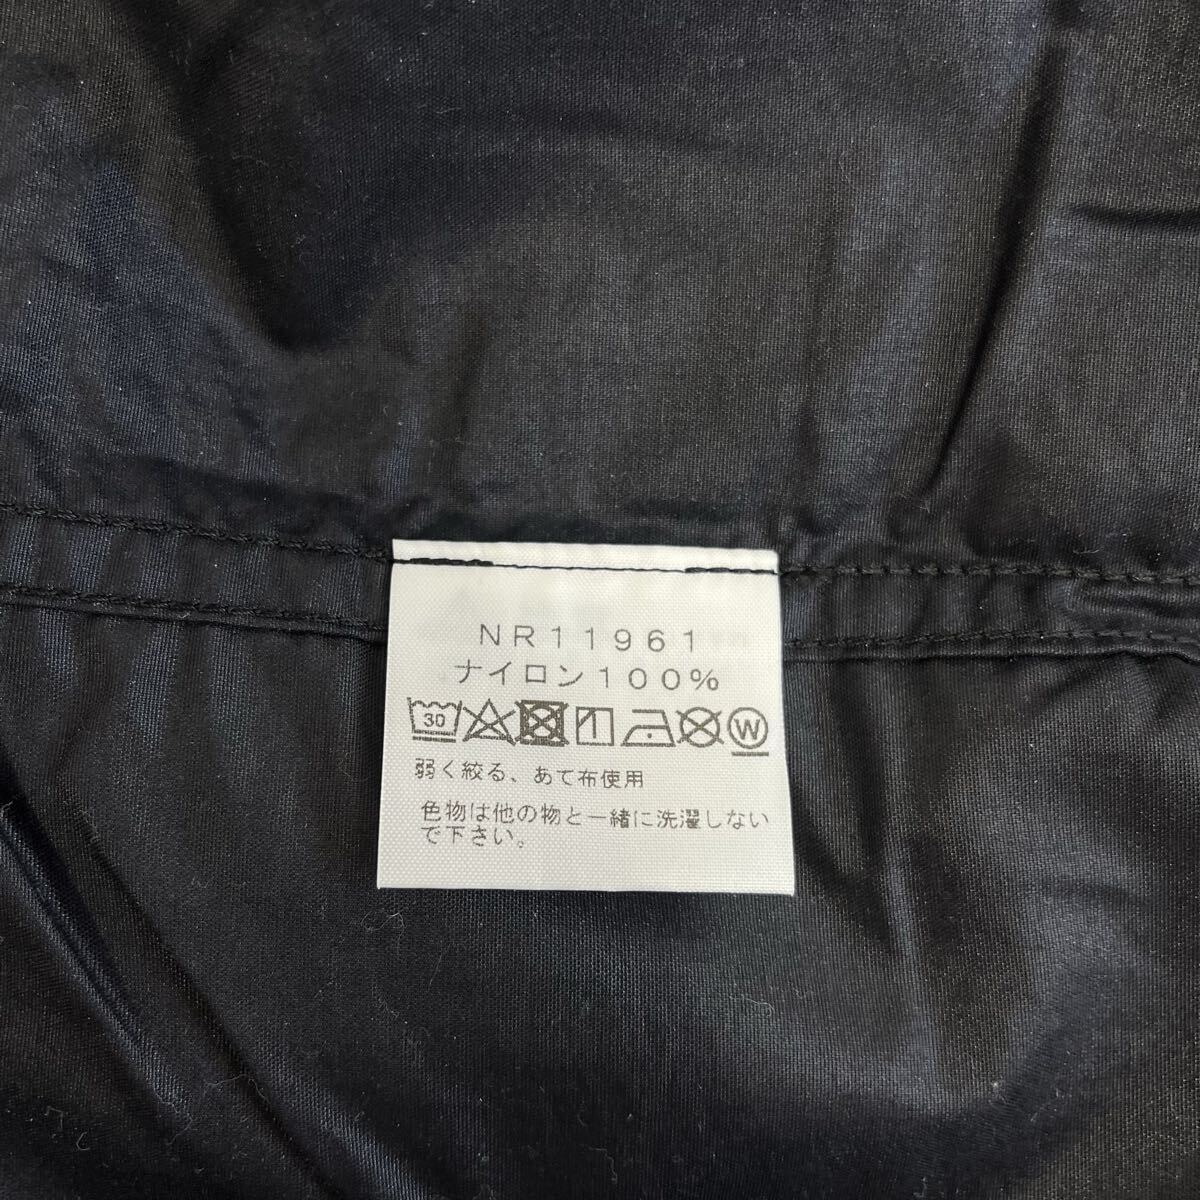 NR11961
ナイロン100%
30 W
弱く絞る、あて布使用
色物は他の物と一緒に洗濯しない
で下さい。